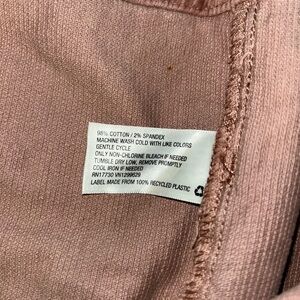 98% COTTON / 2% SPANDEX
MACHINE WASH COLD WITH LIKE COLORS
GENTLE CYCLE
ONLY NON-CHLORINE BLEACH IF NEEDED
TUMBLE DRY LOW, REMOVE PROMPTLY
COOL IRON IF NEEDED
RN17730 VN1299629
LABEL MADE FROM 100% RECYCLED PLASTIC